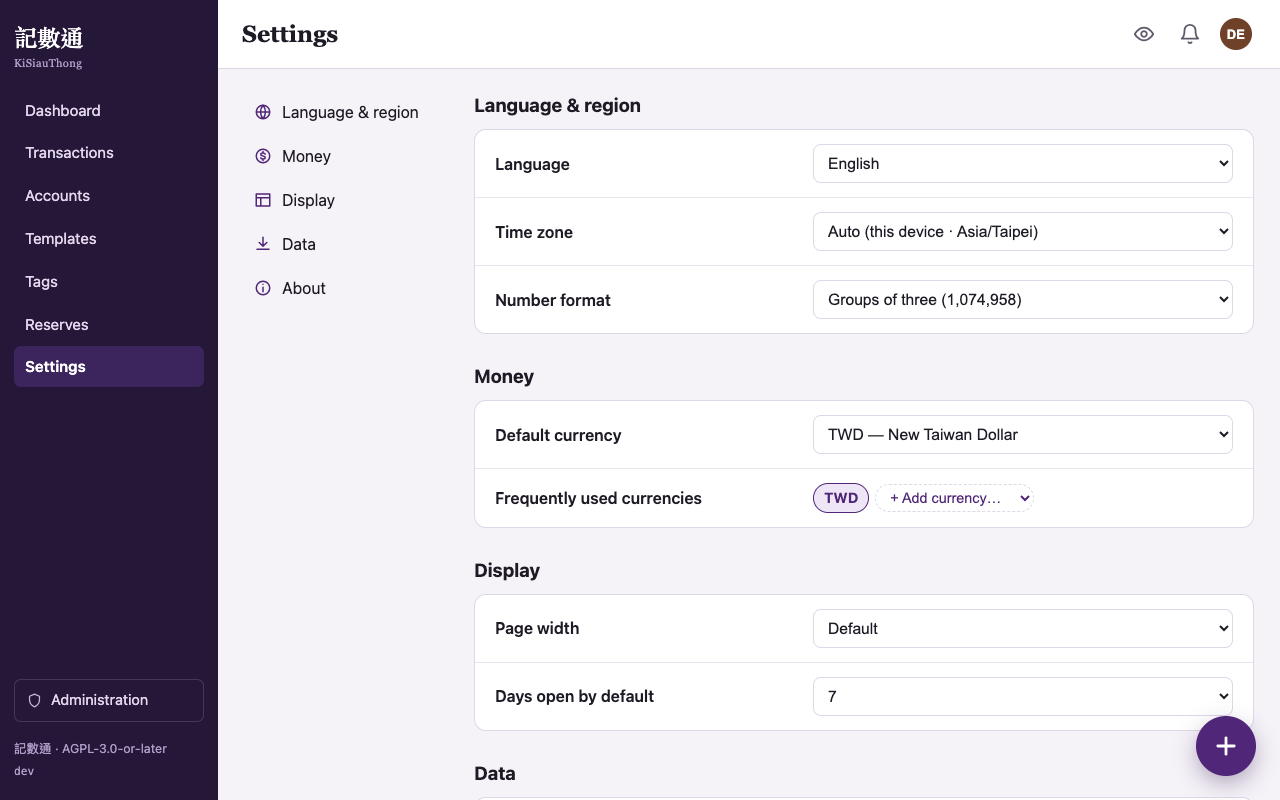 記數通
KiSiauThong
Dashboard
Transactions
Accounts
Templates
Tags
Reserves
Settings
Administration
記數通 · AGPL-3.0-or-later
dev
Settings
DE
Language & region
Money
Display
Data
About
Language & region
Language
English
Time zone
Auto (this device · Asia/Taipei)
Number format
Groups of three (1,074,958)
Money
Default currency
TWD — New Taiwan Dollar
Frequently used currencies
TWD
+ Add currency…
Display
Page width
Default
Days open by default
7
Data